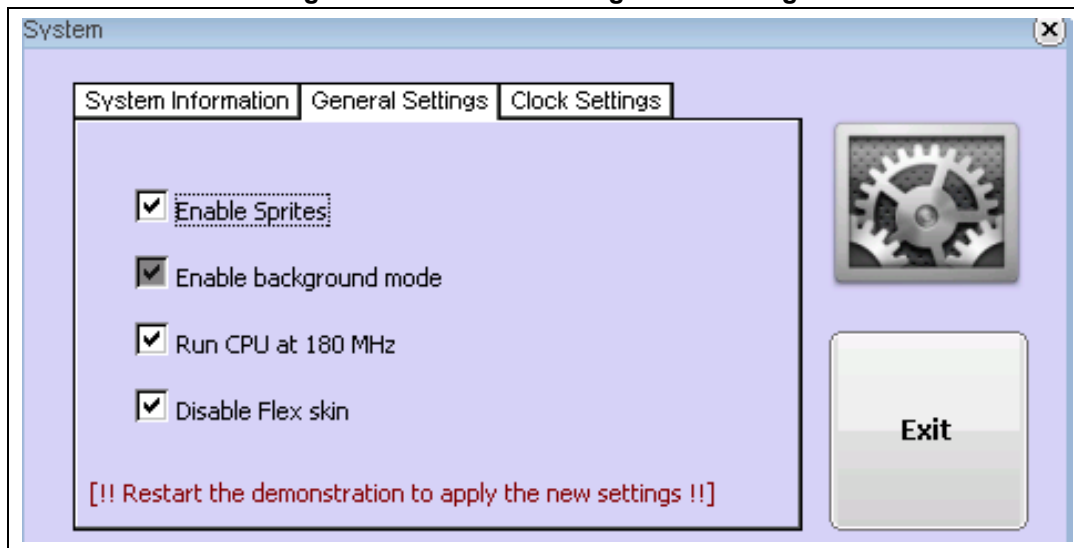 System
System Information General Settings Clock Settings
Enable Sprites
Enable background mode
Run CPU at 180 MHz
Disable Flex skin
Exit
[!! Restart the demonstration to apply the new settings !!]